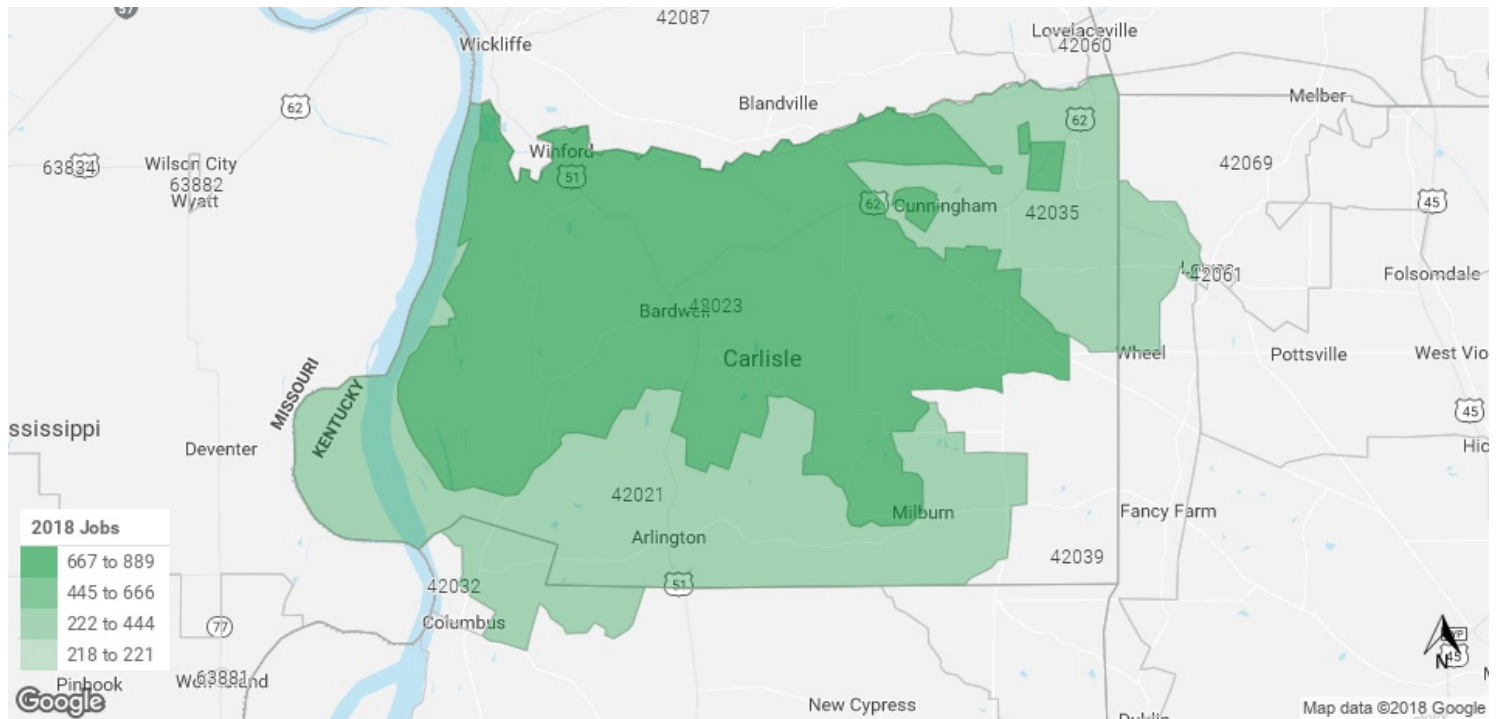 57
42087
Wickliffe
Lovelaceville
42060
62
Blandville
Melber
62
63834
Wilson City
63882
Wyatt
Winford
51
42069
62
Cunningham
42035
45
42061
Folsomdale
42023
Carlisle
Wheel
Pottsville
West Vio
MISSOURI
KENTUCKY
45
ssissippi
Deventer
Hic
42021
Milburn
Fancy Farm
Arlington
42039
2018 Jobs
667 to 889
445 to 666
222 to 444
218 to 221
42032
51
Columbus
77
45
N
63881
Pinhook
Google
New Cypress
Map data ©2018 Google